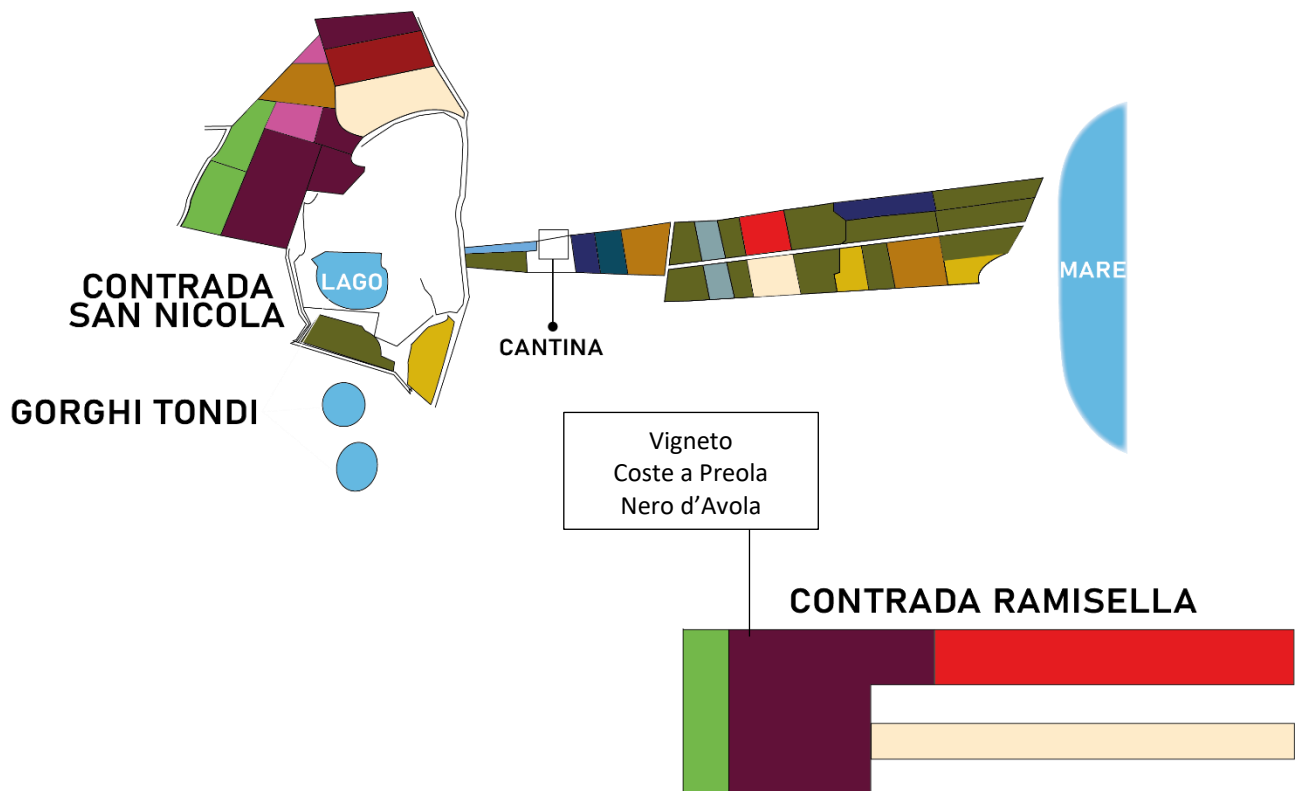 CONTRADA
SAN NICOLA
LAGO
MARE
CANTINA
GORGHI TONDI
Vigneto
Coste a Preola
Nero d’Avola
CONTRADA RAMISELLA